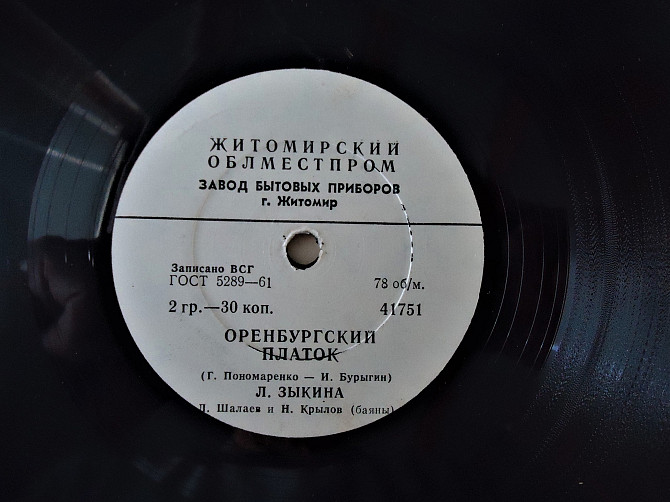 ЖИТОМИРСКИЙ
ОБЛМЕСТПРОМ
ЗАВОД БЫТОВЫХ ПРИБОРОВ
г. Житомир
Записано ВСГ
ГОСТ 5289—61 78 об/м.
2 гр.—30 коп. 41751
ОРЕНБУРГСКИЙ
ПЛАТОК
(Г. Пономаренко — И. Бурыгин)
Л. ЗЫКИНА
Шалаев и Н. Крылов (баяны)